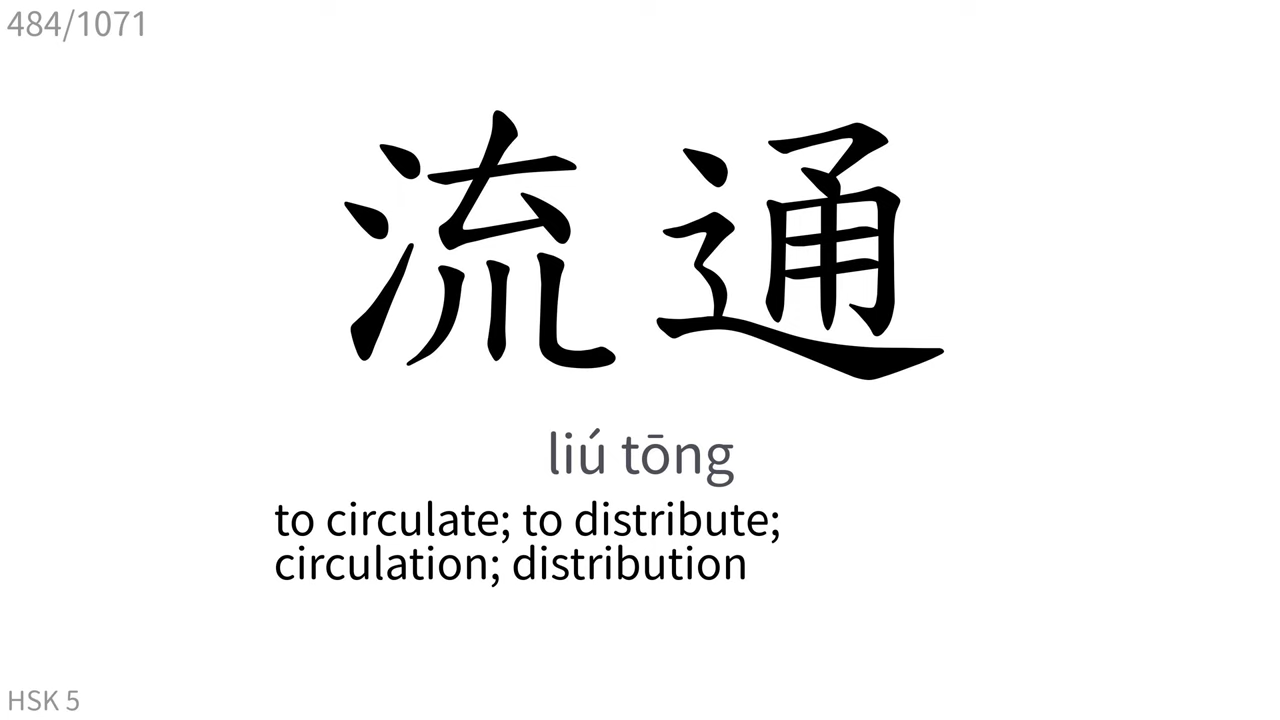 484/1071
流通
liú tōng
to circulate; to distribute;
circulation; distribution
HSK 5